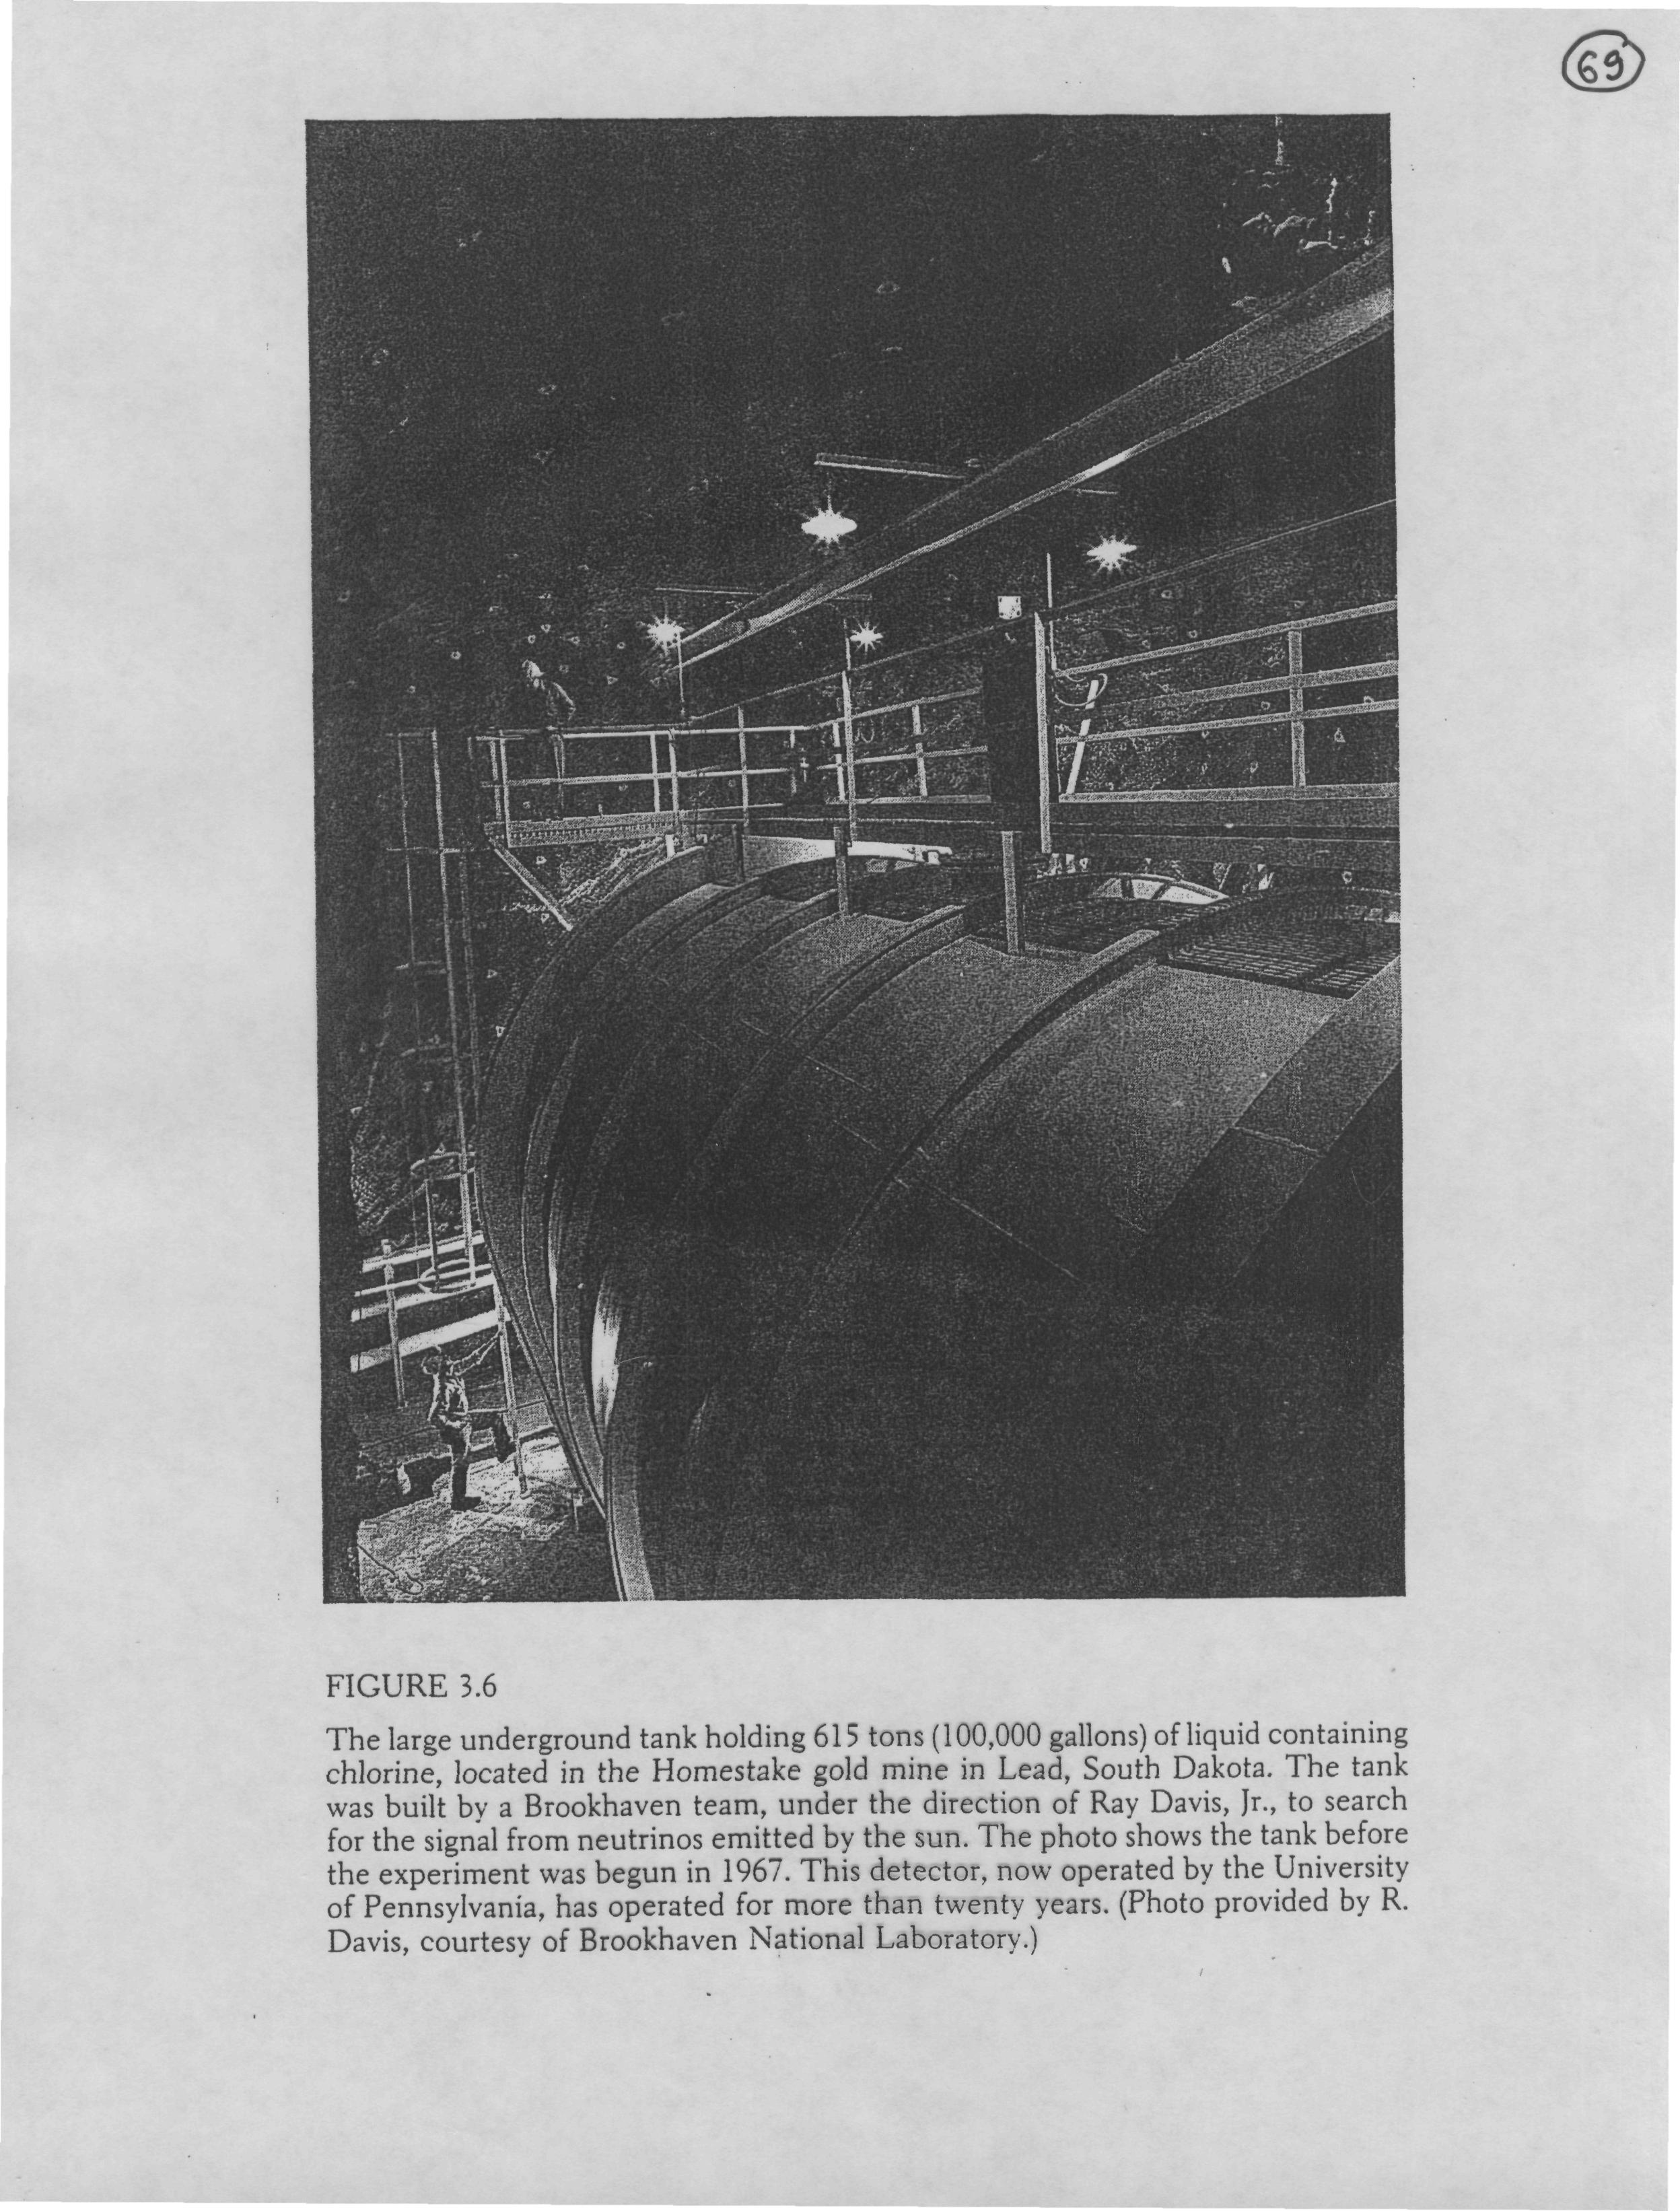 69
FIGURE 3.6
The large underground tank holding 615 tons (100,000 gallons) of liquid containing
chlorine, located in the Homestake gold mine in Lead, South Dakota. The tank
was built by a Brookhaven team, under the direction of Ray Davis, Jr., to search
for the signal from neutrinos emitted by the sun. The photo shows the tank before
the experiment was begun in 1967. This detector, now operated by the University
of Pennsylvania, has operated for more than twenty years. (Photo provided by R.
Davis, courtesy of Brookhaven National Laboratory.)